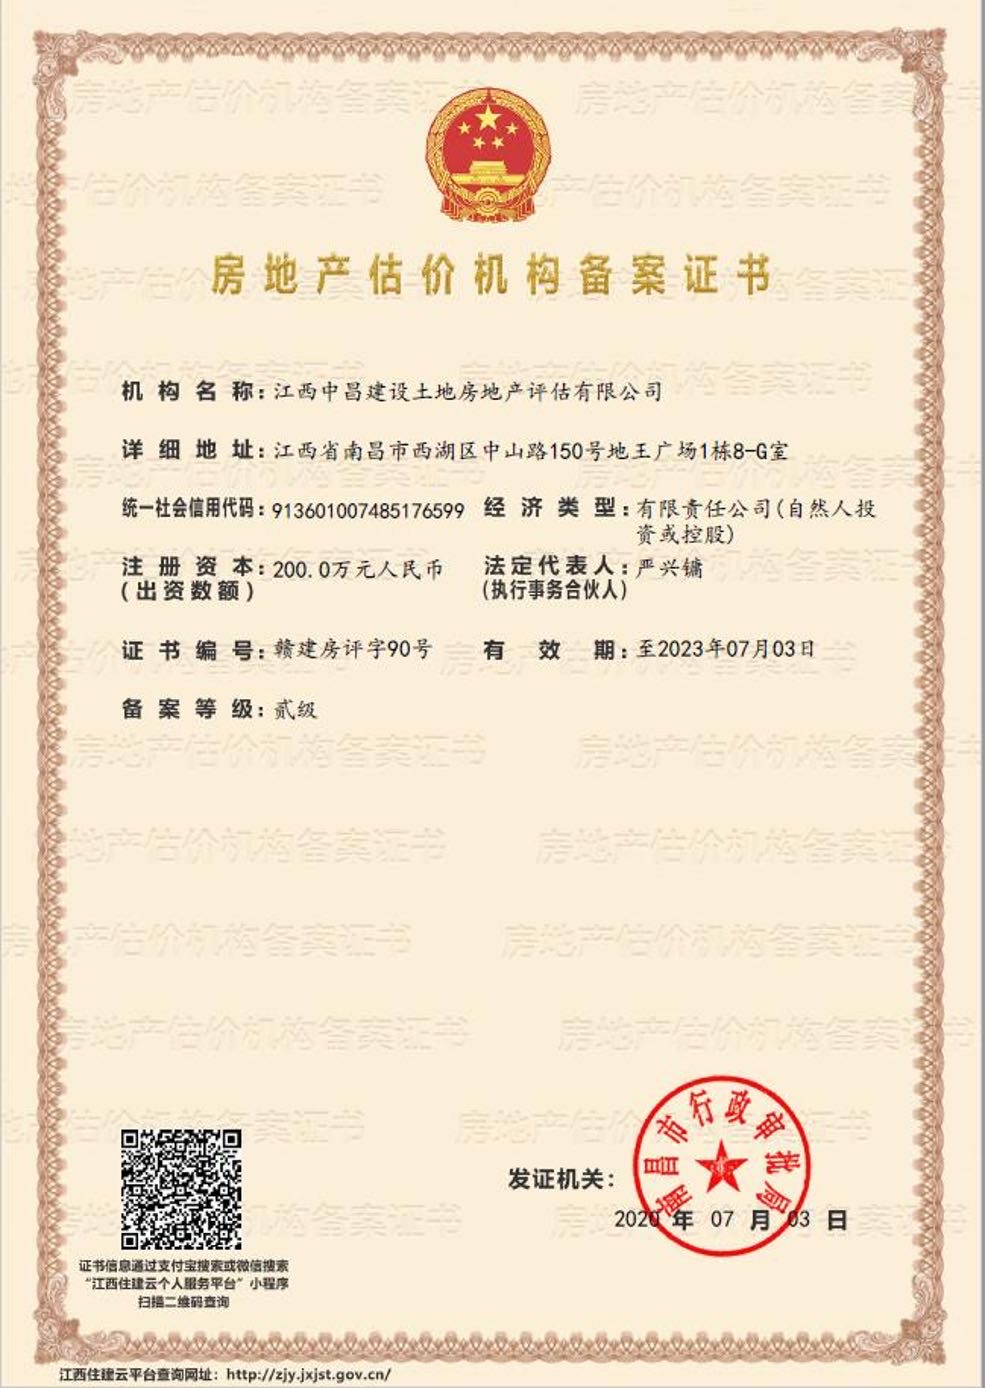 房地产估价机构备案证书
机构名称：江西中昌建设土地房地产评估有限公司
详细地址：江西省南昌市西湖区中山路150号地王广场1栋8-G室
统一社会信用代码：913601007485176599 经济类型：有限责任公司(自然人投
资或控股)
注册资本：200.0万元人民币 法定代表人：严兴镛
(出资数额) (执行事务合伙人)
证书编号：赣建房评字90号 有效期：至2023年07月03日
备案等级：贰级
发证机关：
南昌市行政审批局
2020 年 07 月 03 日
证书信息通过支付宝搜索或微信搜索
“江西住建云个人服务平台”小程序
扫描二维码查询
江西住建云平台查询网址：http://zjy.jxjst.gov.cn/